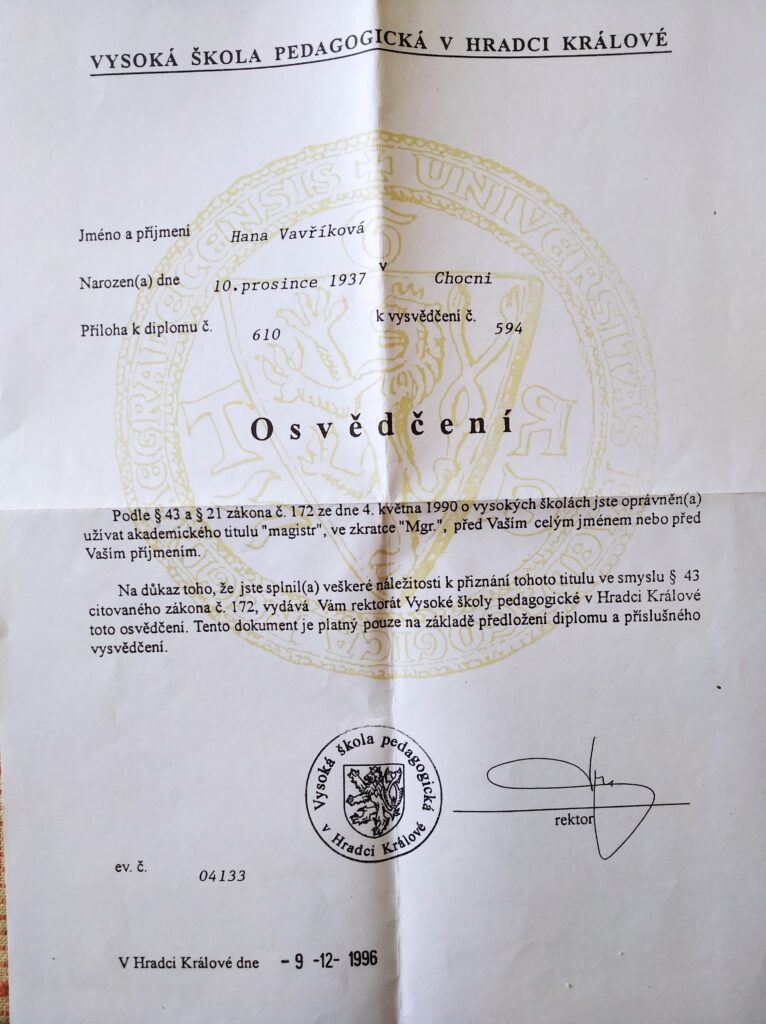 VYSOKÁ ŠKOLA PEDAGOGICKÁ V HRADCI KRÁLOVÉ
Jméno a příjmení Hana Vavříková
Narozen(a) dne 10.prosince 1937 v Chocni
Příloha k diplomu č. 610 k vysvědčení č. 594
Osvědčení
Podle § 43 a § 21 zákona č. 172 ze dne 4. května 1990 o vysokých školách jste oprávněn(a)
užívat akademického titulu "magistr", ve zkratce "Mgr.", před Vaším celým jménem nebo před
Vaším příjmením.
Na důkaz toho, že jste splnil(a) veškeré náležitosti k přiznání tohoto titulu ve smyslu § 43
citovaného zákona č. 172, vydává Vám rektorát Vysoké školy pedagogické v Hradci Králové
toto osvědčení. Tento dokument je platný pouze na základě předložení diplomu a příslušného
vysvědčení.
Vysoká škola pedagogická
v Hradci Králové
rektor
ev. č. 04133
V Hradci Králové dne - 9 -12- 1996